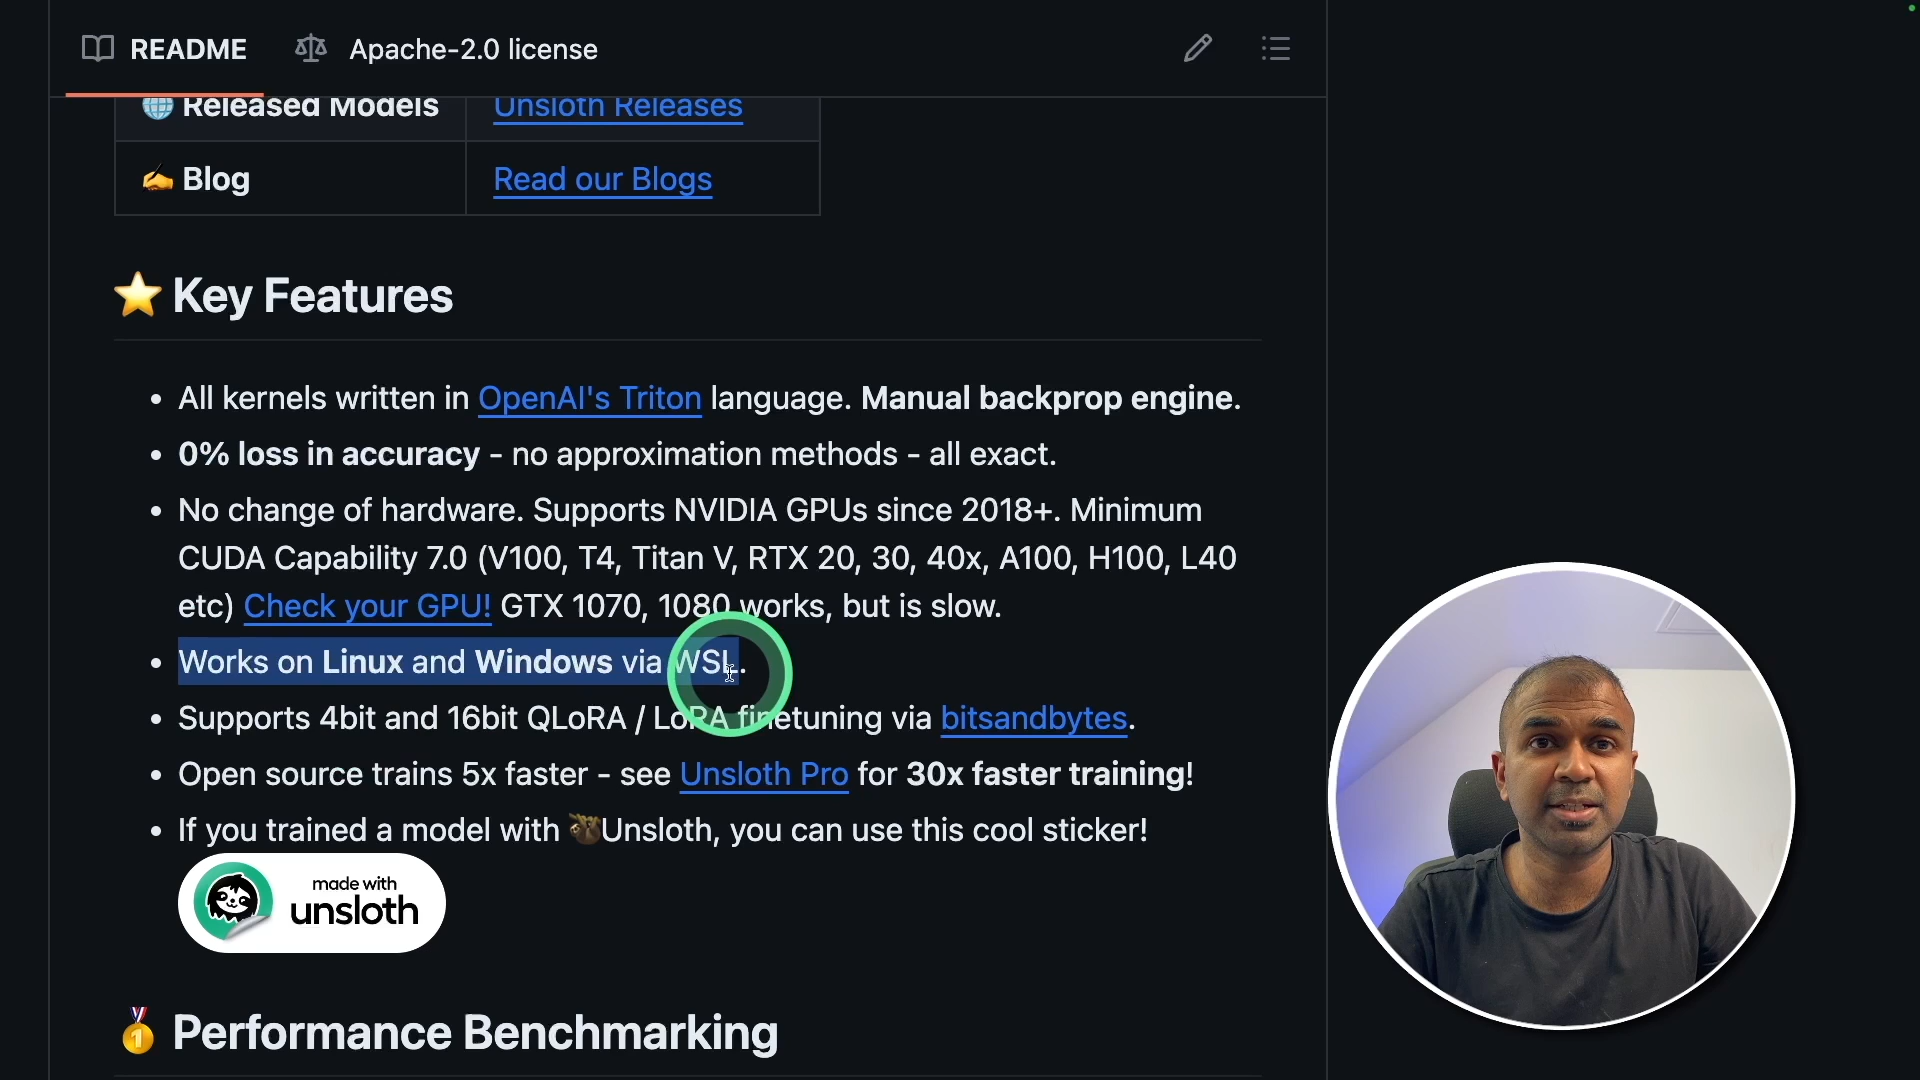 README
Apache-2.0 license
Released Models
Unsloth Releases
Blog
Read our Blogs
Key Features
All kernels written in OpenAI's Triton language. Manual backprop engine.
0% loss in accuracy - no approximation methods - all exact.
No change of hardware. Supports NVIDIA GPUs since 2018+. Minimum
CUDA Capability 7.0 (V100, T4, Titan V, RTX 20, 30, 40x, A100, H100, L40
etc) Check your GPU! GTX 1070, 1080 works, but is slow.
Works on Linux and Windows via WSL.
Supports 4bit and 16bit QLoRA / LoRA finetuning via bitsandbytes.
Open source trains 5x faster - see Unsloth Pro for 30x faster training!
If you trained a model with 🦥Unsloth, you can use this cool sticker!
made with
unsloth
Performance Benchmarking